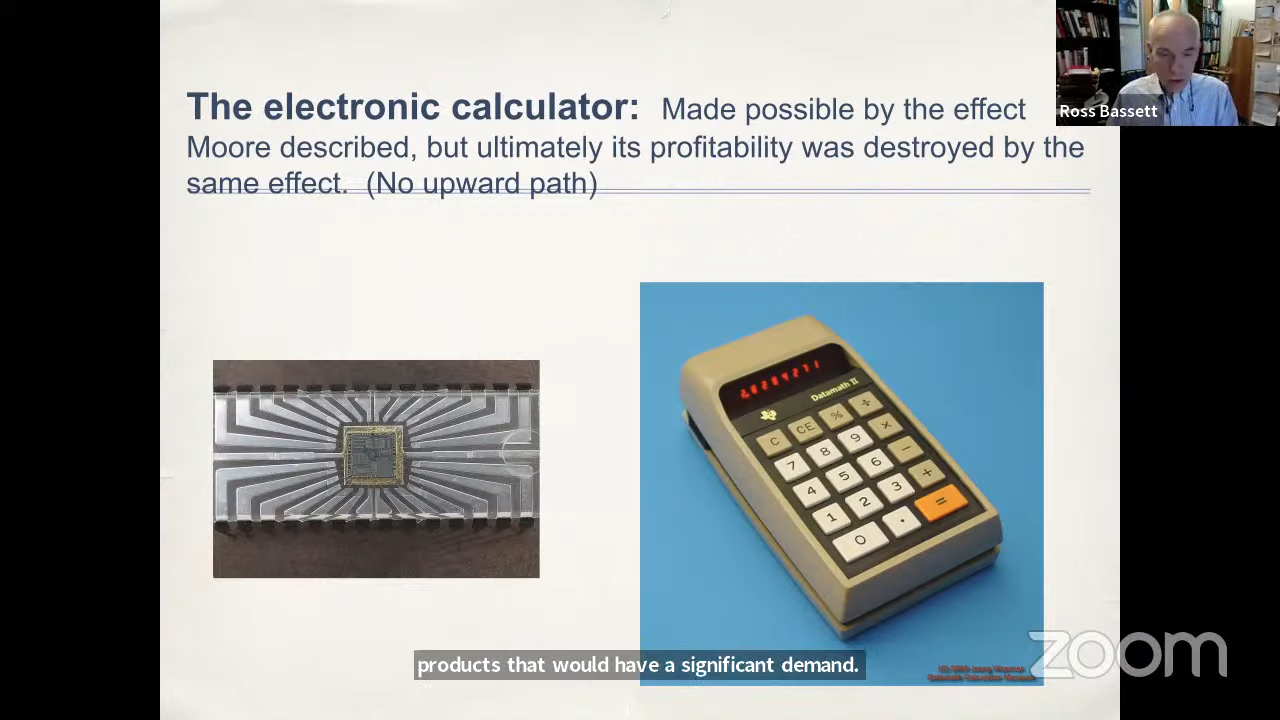 The electronic calculator: Made possible by the effect
Moore described, but ultimately its profitability was destroyed by the
same effect. (No upward path)
Ross Bassett
Datamath II
C CE % ÷
7 8 9 ×
4 5 6 −
1 2 3 +
0 . =
products that would have a significant demand.
zoom